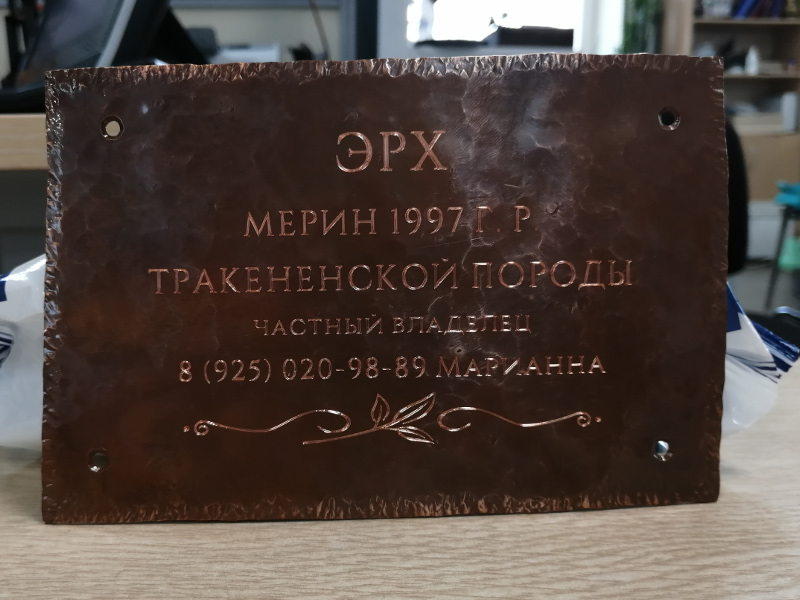 ЭРХ
МЕРИН 1997 Г. Р.
ТРАКЕНЕНСКОЙ ПОРОДЫ
ЧАСТНЫЙ ВЛАДЕЛЕЦ
8 (925) 020-98-89 МАРИАННА